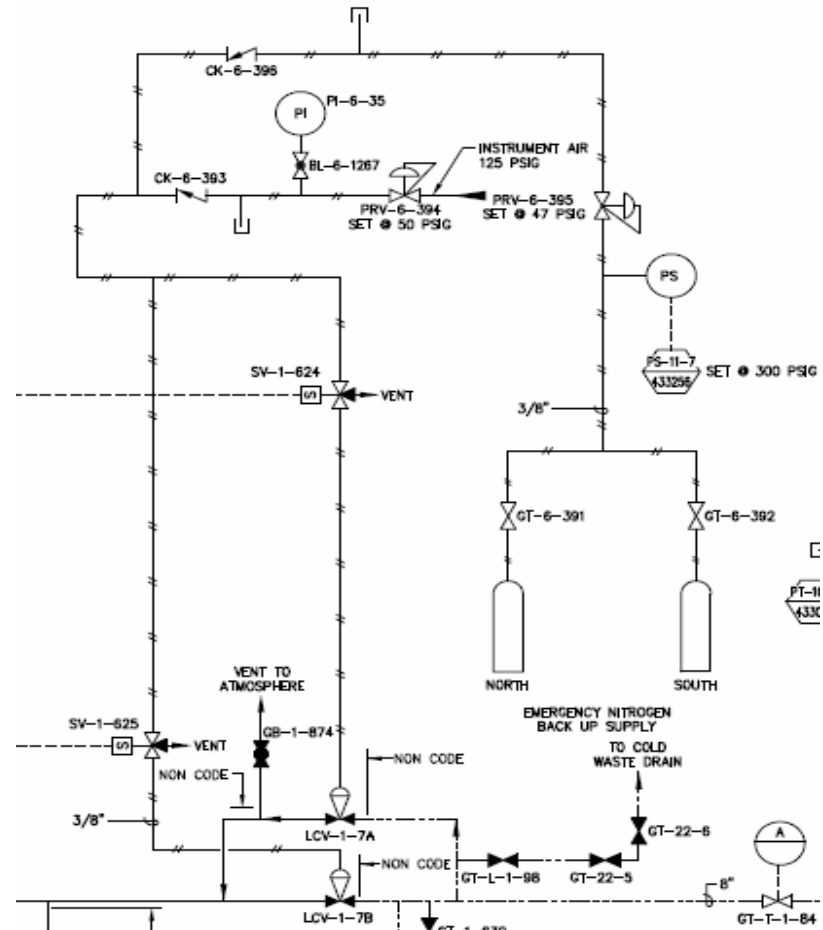 CK-6-396
PI
PI-6-35
BL-6-1267
INSTRUMENT AIR
125 PSIG
CK-6-393
PRV-6-394
SET @ 50 PSIG
PRV-6-395
SET @ 47 PSIG
PS
PS-11-7
433256
SET @ 300 PSIG
SV-1-624
S
VENT
3/8"
GT-6-391
GT-6-392
PT-1
433
NORTH
SOUTH
VENT TO
ATMOSPHERE
EMERGENCY NITROGEN
BACK UP SUPPLY
SV-1-625
S
VENT
GB-1-874
TO COLD
WASTE DRAIN
NON CODE
NON CODE
3/8"
GT-22-6
A
LCV-1-7A
NON CODE
GT-L-1-98
GT-22-5
8"
LCV-1-7B
GT-T-1-84